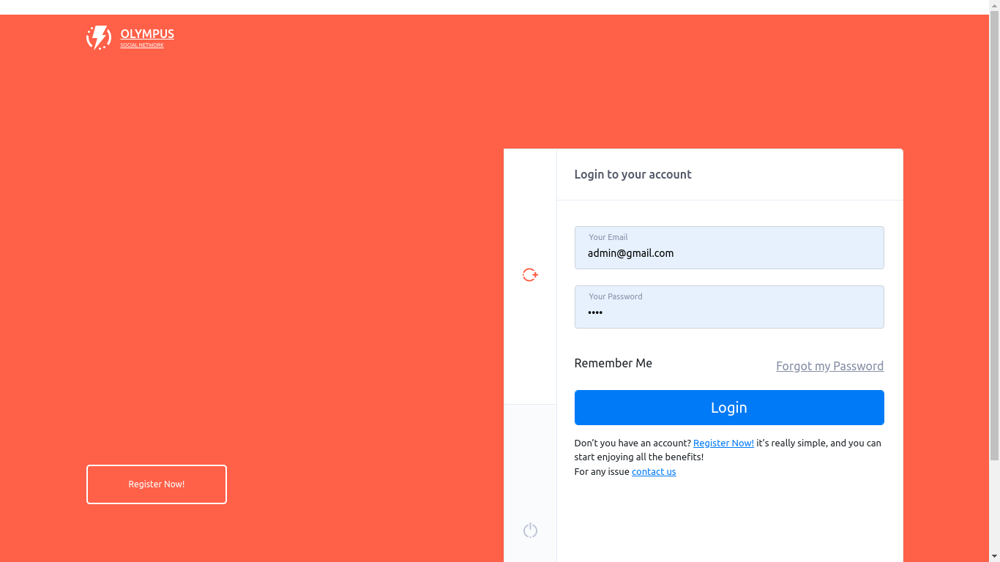 OLYMPUS
SOCIAL NETWORK
Login to your account
Your Email
admin@gmail.com
Your Password
••••
Remember Me
Forgot my Password
Login
Don’t you have an account? Register Now! it’s really simple, and you can
start enjoying all the benefits!
For any issue contact us
Register Now!